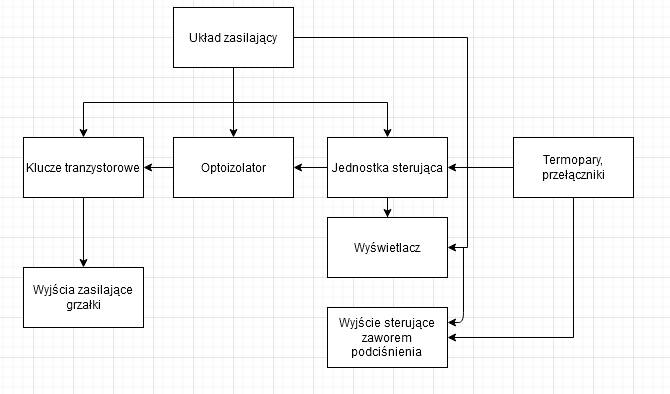 Układ zasilający
Klucze tranzystorowe
Optoizolator
Jednostka sterująca
Termopary,
przełączniki
Wyświetlacz
Wyjścia zasilające
grzałki
Wyjście sterujące
zaworem
podciśnienia